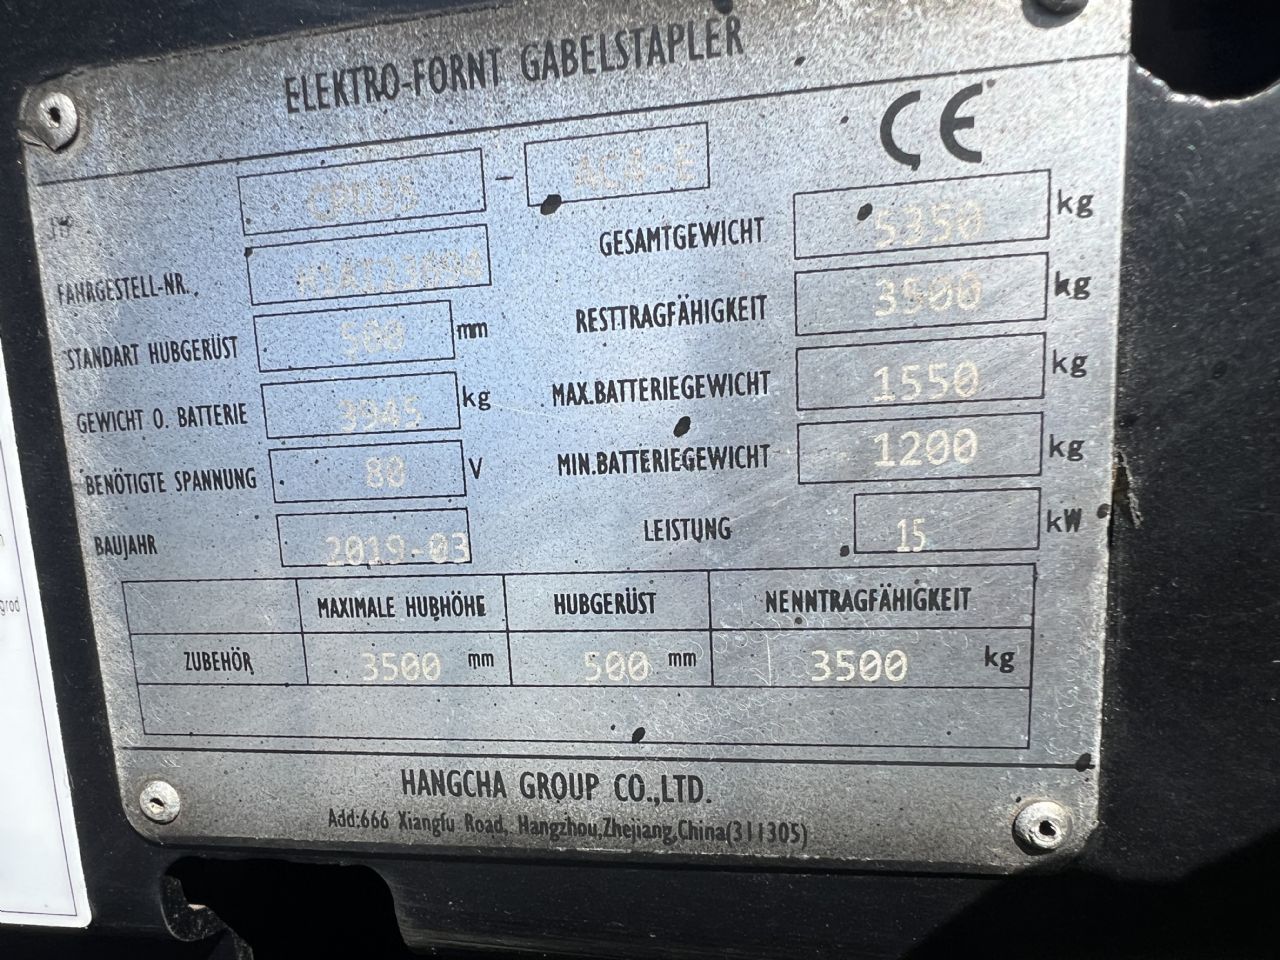 ELEKTRO-FORNT GABELSTAPLER
CE
TYP CPD35 - AC4-E
GESAMTGEWICHT 5350 kg
FAHRGESTELL-NR.
RESTTRAGFÄHIGKEIT 3500 kg
STANDART HUBGERÜST 500 mm
MAX.BATTERIEGEWICHT 1550 kg
GEWICHT O. BATTERIE 3945 kg
MIN.BATTERIEGEWICHT 1200 kg
BENÖTIGTE SPANNUNG 80 V
LEISTUNG 15 kW
BAUJAHR 2019-03
MAXIMALE HUBHÖHE HUBGERÜST NENNTRAGFÄHIGKEIT
ZUBEHÖR 3500 mm 500 mm 3500 kg
HANGCHA GROUP CO.,LTD.
Add:666 Xiangfu Road, Hangzhou,Zhejiang,China(311305)
grod